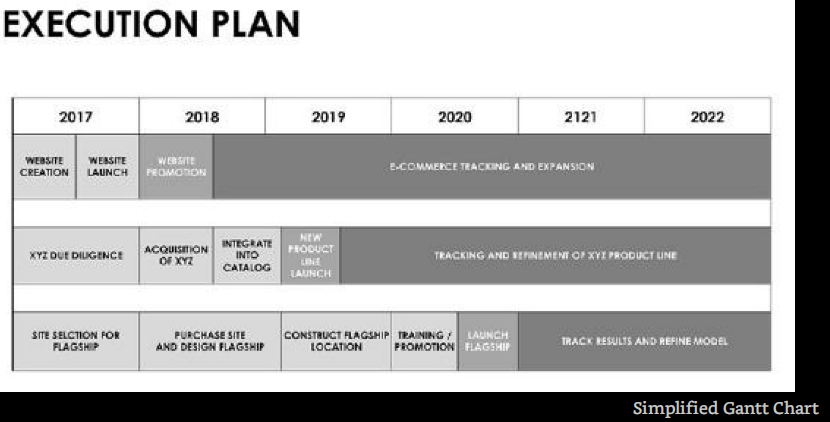 EXECUTION PLAN
2017 2018 2019 2020 2121 2022
WEBSITE
CREATION
WEBSITE
LAUNCH
WEBSITE
PROMOTION
E-COMMERCE TRACKING AND EXPANSION
XYZ DUE DILIGENCE
ACQUISITION
OF XYZ
INTEGRATE
INTO
CATALOG
NEW
PRODUCT
LINE
LAUNCH
TRACKING AND REFINEMENT OF XYZ PRODUCT LINE
SITE SELCTION FOR
FLAGSHIP
PURCHASE SITE
AND DESIGN FLAGSHIP
CONSTRUCT FLAGSHIP
LOCATION
TRAINING /
PROMOTION
LAUNCH
FLAGSHIP
TRACK RESULTS AND REFINE MODEL
Simplified Gantt Chart